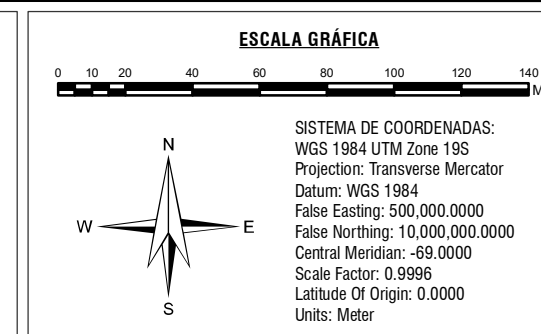 ESCALA GRÁFICA
0 10 20 40 60 80 100 120 140
M
N
W E
S
SISTEMA DE COORDENADAS:
WGS 1984 UTM Zone 19S
Projection: Transverse Mercator
Datum: WGS 1984
False Easting: 500,000.0000
False Northing: 10,000,000.0000
Central Meridian: -69.0000
Scale Factor: 0.9996
Latitude Of Origin: 0.0000
Units: Meter